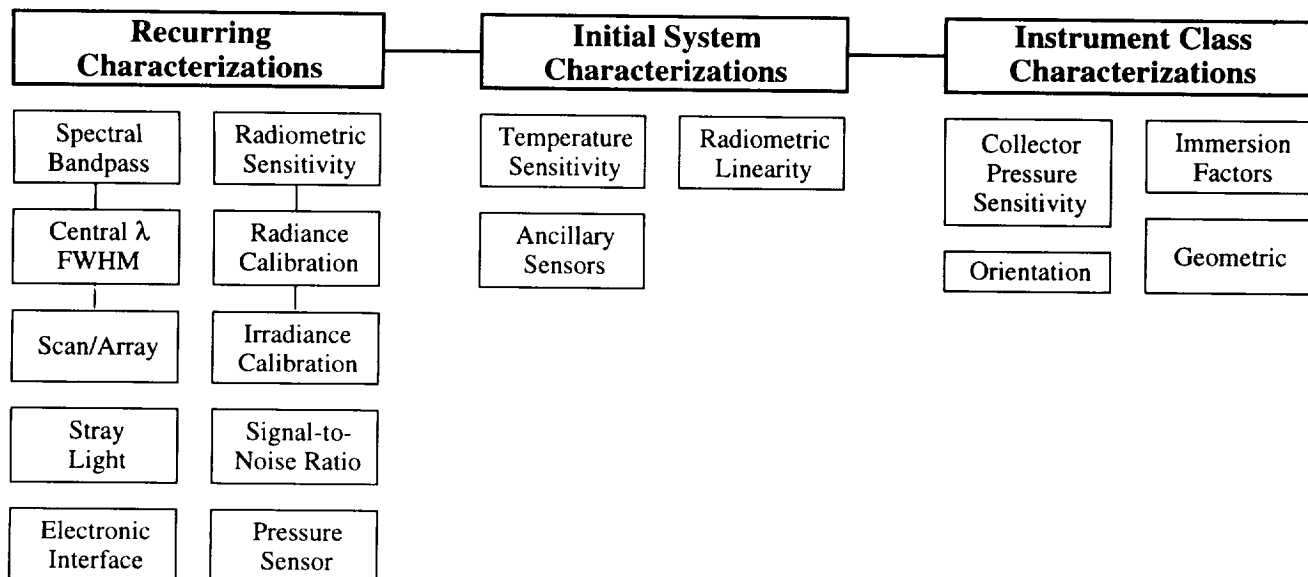 Recurring
Characterizations
Initial System
Characterizations
Instrument Class
Characterizations
Spectral
Bandpass
Radiometric
Sensitivity
Central λ
FWHM
Radiance
Calibration
Scan/Array
Irradiance
Calibration
Stray
Light
Signal-to-
Noise Ratio
Electronic
Interface
Pressure
Sensor
Temperature
Sensitivity
Radiometric
Linearity
Ancillary
Sensors
Collector
Pressure
Sensitivity
Immersion
Factors
Orientation
Geometric